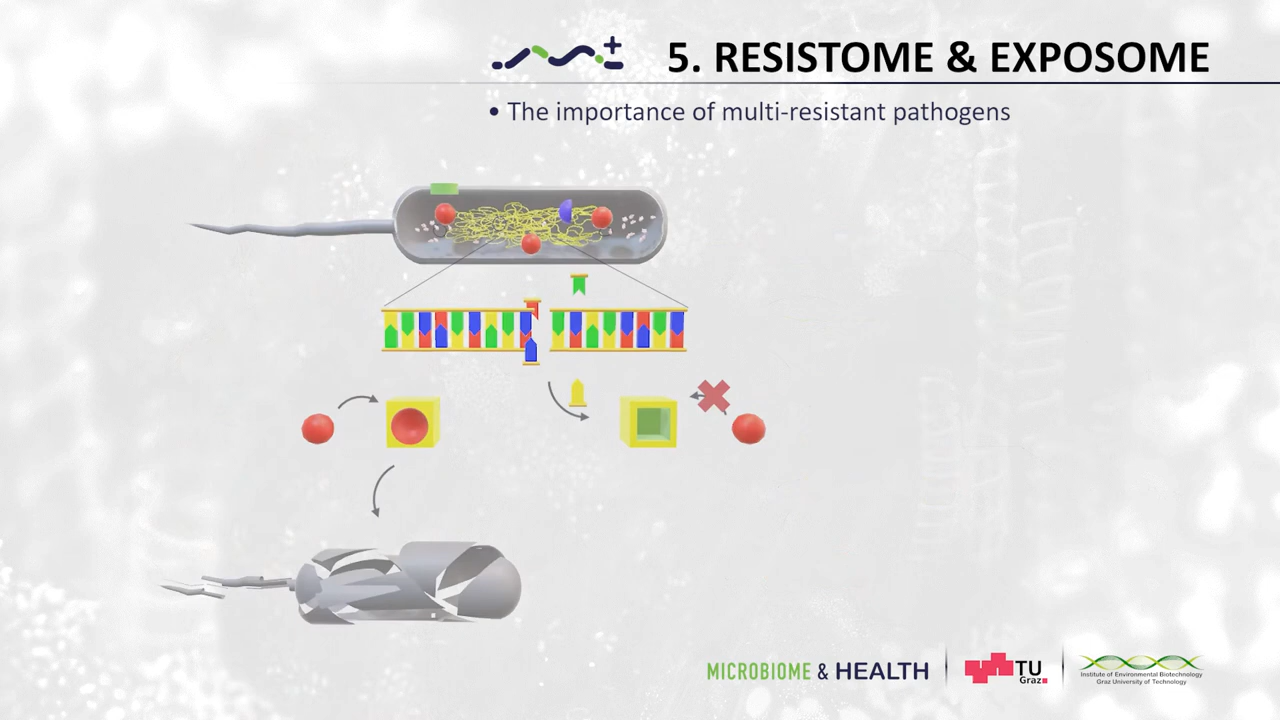 5. RESISTOME & EXPOSOME
• The importance of multi-resistant pathogens
MICROBIOME & HEALTH
TU
Graz
Institute of Environmental Biotechnology
Graz University of Technology